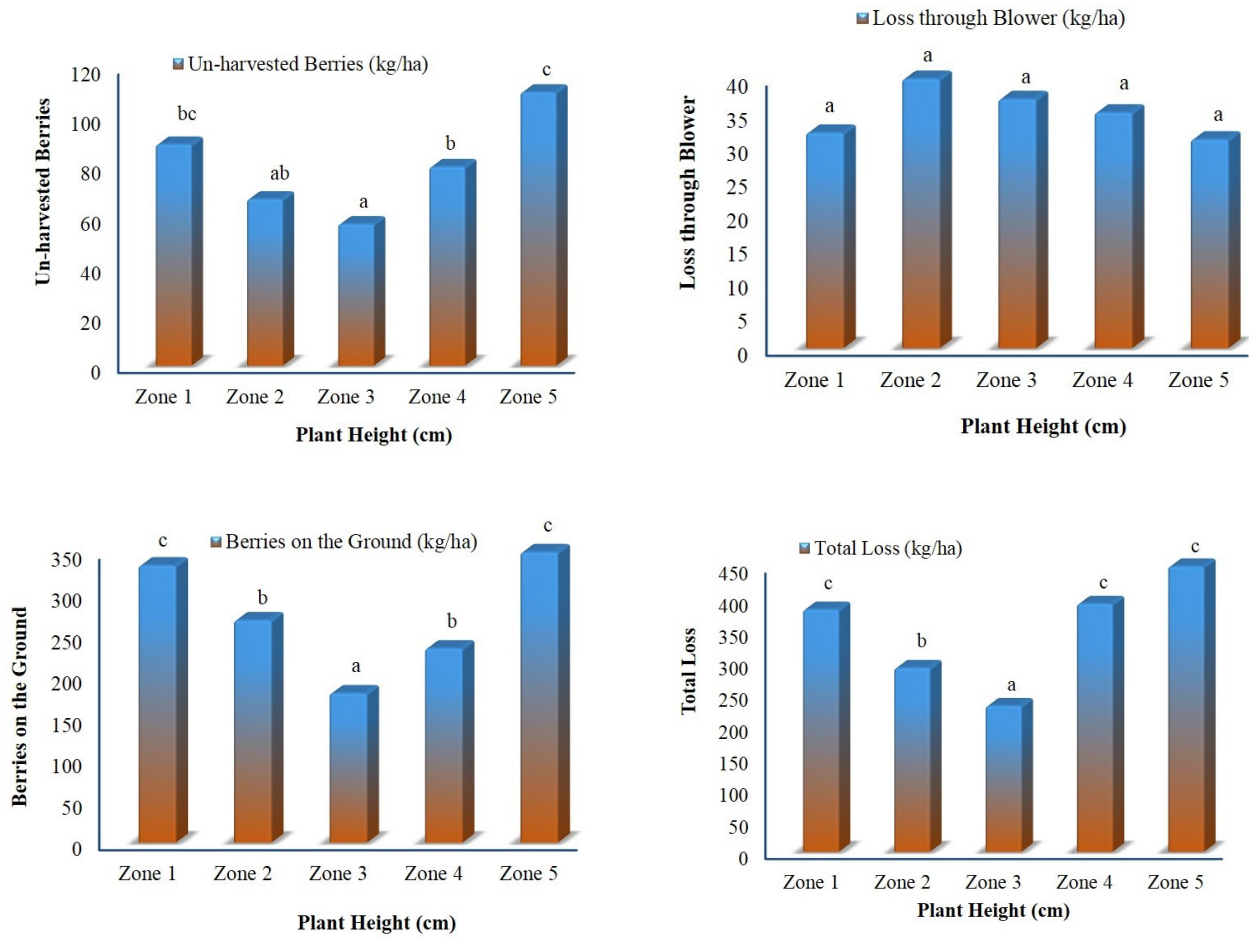 Un-harvested Berries (kg/ha)
120
100
80
60
40
20
0
Un-harvested Berries
bc
ab
a
b
c
Zone 1 Zone 2 Zone 3 Zone 4 Zone 5
Plant Height (cm)
Loss through Blower (kg/ha)
40
35
30
25
20
15
10
5
0
Loss through Blower
a
a
a
a
a
Zone 1 Zone 2 Zone 3 Zone 4 Zone 5
Plant Height (cm)
Berries on the Ground (kg/ha)
350
300
250
200
150
100
50
0
Berries on the Ground
c
b
a
b
c
Zone 1 Zone 2 Zone 3 Zone 4 Zone 5
Plant Height (cm)
Total Loss (kg/ha)
450
400
350
300
250
200
150
100
50
0
Total Loss
c
b
a
c
c
Zone 1 Zone 2 Zone 3 Zone 4 Zone 5
Plant Height (cm)